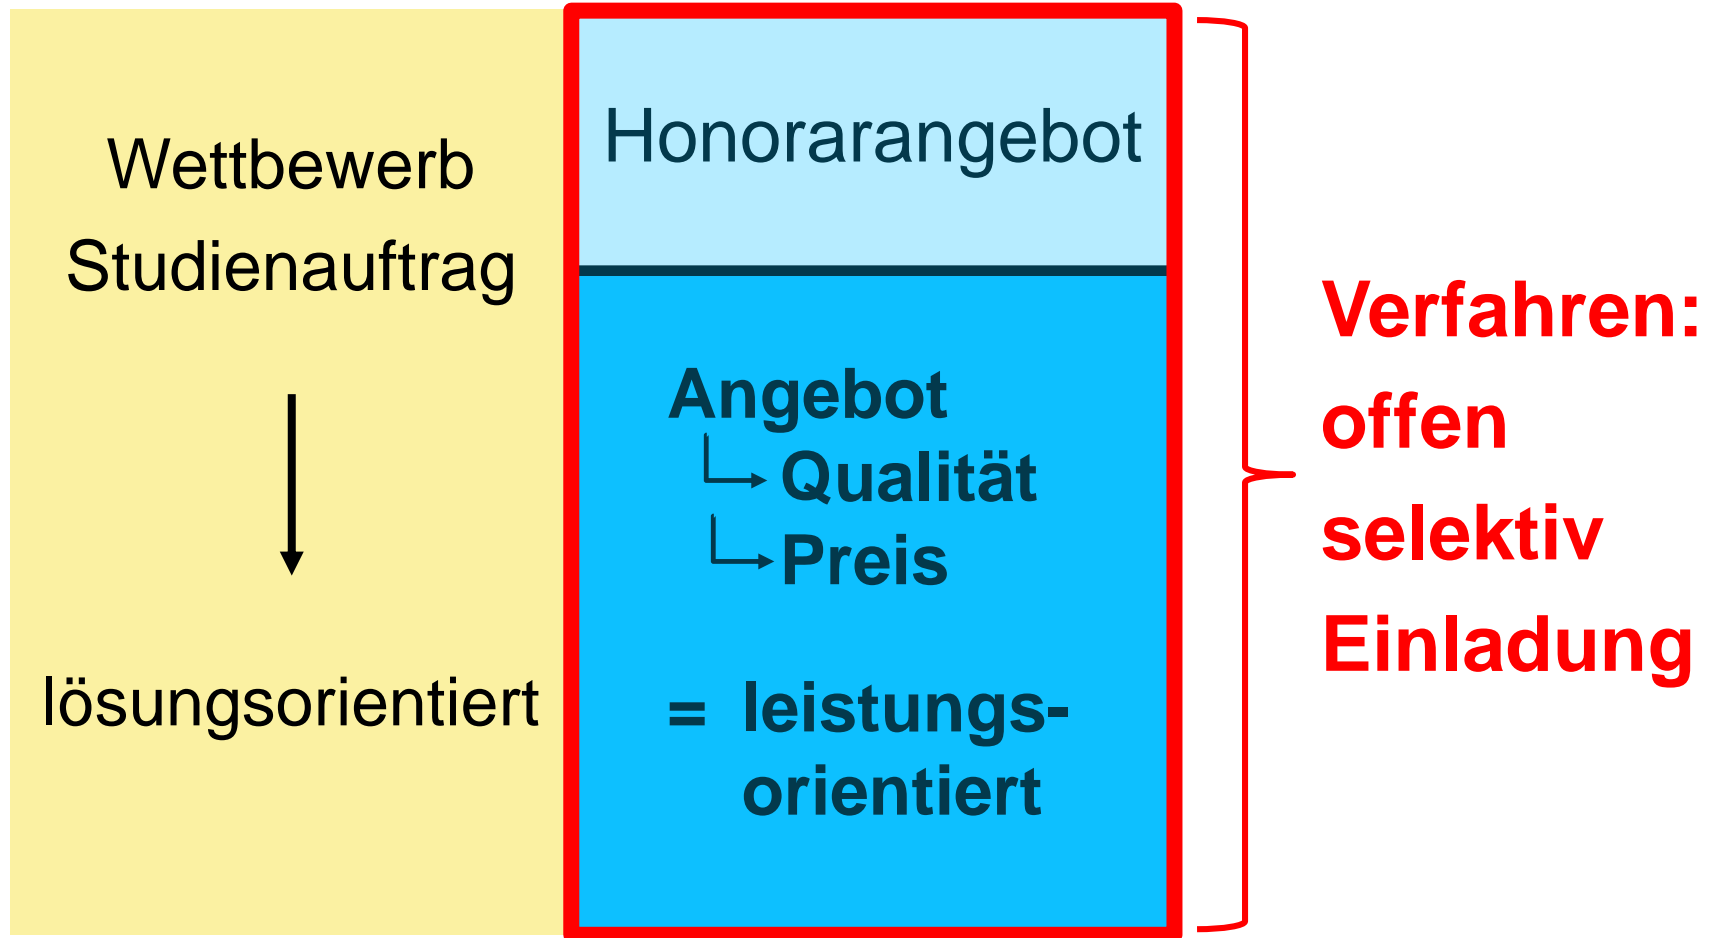 Wettbewerb
Studienauftrag
lösungsorientiert
Honorarangebot
Angebot
Qualität
Preis
= leistungs-
orientiert
Verfahren:
offen
selektiv
Einladung